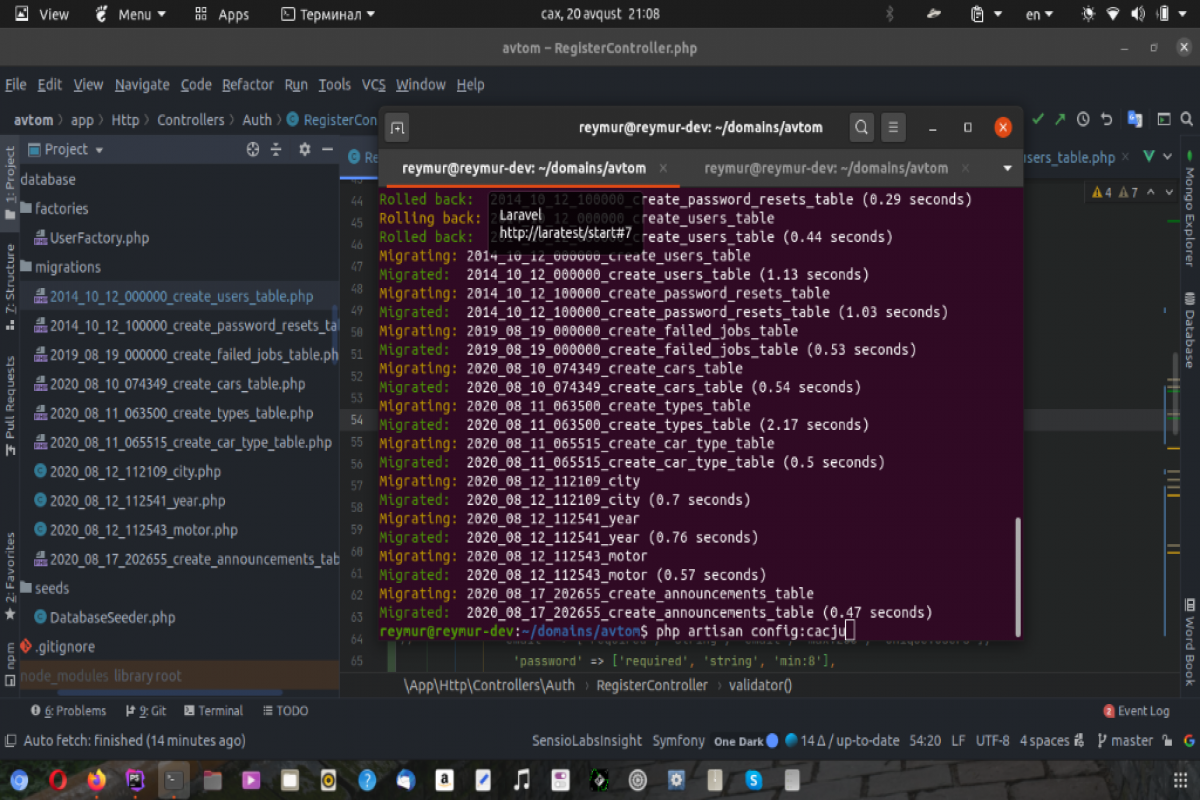 View Menu Apps Терминал сах, 20 avqust 21:08 en
avtom – RegisterController.php
File Edit View Navigate Code Refactor Run Tools VCS Window Help
avtom app Http Controllers Auth RegisterCon
reymur@reymur-dev: ~/domains/avtom
Project
Re
reymur@reymur-dev: ~/domains/avtom
reymur@reymur-dev: ~/domains/avtom
users_table.php
4 7
1: Project
7: Structure
Pull Requests
2: Favorites
npm
database
factories
UserFactory.php
migrations
2014_10_12_000000_create_users_table.php
2014_10_12_100000_create_password_resets_ta
2019_08_19_000000_create_failed_jobs_table.ph
2020_08_10_074349_create_cars_table.php
2020_08_11_063500_create_types_table.php
2020_08_11_065515_create_car_type_table.php
2020_08_12_112109_city.php
2020_08_12_112541_year.php
2020_08_12_112543_motor.php
2020_08_17_202655_create_announcements_tab
seeds
DatabaseSeeder.php
.gitignore
node_modules library root
44
45
46
47
48
49
50
51
52
53
54
55
56
57
58
59
60
61
62
63
64
65
Rolled back: 2014_10_12_100000_create_password_resets_table (0.29 seconds)
Rolling back: 2014_10_12_000000_create_users_table
Rolled back: 2014_10_12_000000_create_users_table (0.44 seconds)
Laravel
http://laratest/start#7
Migrating: 2014_10_12_000000_create_users_table
Migrated: 2014_10_12_000000_create_users_table (1.13 seconds)
Migrating: 2014_10_12_100000_create_password_resets_table
Migrated: 2014_10_12_100000_create_password_resets_table (1.03 seconds)
Migrating: 2019_08_19_000000_create_failed_jobs_table
Migrated: 2019_08_19_000000_create_failed_jobs_table (0.53 seconds)
Migrating: 2020_08_10_074349_create_cars_table
Migrated: 2020_08_10_074349_create_cars_table (0.54 seconds)
Migrating: 2020_08_11_063500_create_types_table
Migrated: 2020_08_11_063500_create_types_table (2.17 seconds)
Migrating: 2020_08_11_065515_create_car_type_table
Migrated: 2020_08_11_065515_create_car_type_table (0.5 seconds)
Migrating: 2020_08_12_112109_city
Migrated: 2020_08_12_112109_city (0.7 seconds)
Migrating: 2020_08_12_112541_year
Migrated: 2020_08_12_112541_year (0.76 seconds)
Migrating: 2020_08_12_112543_motor
Migrated: 2020_08_12_112543_motor (0.57 seconds)
Migrating: 2020_08_17_202655_create_announcements_table
Migrated: 2020_08_17_202655_create_announcements_table (0.47 seconds)
reymur@reymur-dev:~/domains/avtom$ php artisan config:cacju
'password' => ['required', 'string', 'min:8'],
Mongo Explorer
Database
Word Book
\App\Http\Controllers\Auth RegisterController validator()
6: Problems 9: Git Terminal TODO 2 Event Log
Auto fetch: finished (14 minutes ago) SensioLabsInsight Symfony One Dark 14 Δ / up-to-date 54:20 LF UTF-8 4 spaces master